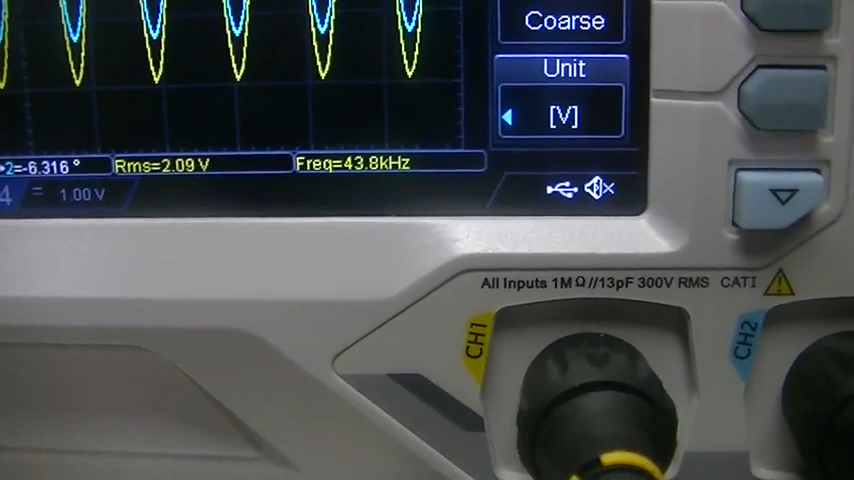 Coarse
Unit
[V]
2=-6.316 ° Rms=2.09 V Freq=43.8kHz
4 = 1.00 V
All Inputs 1MΩ//13pF 300V RMS CATI
CH1
CH2